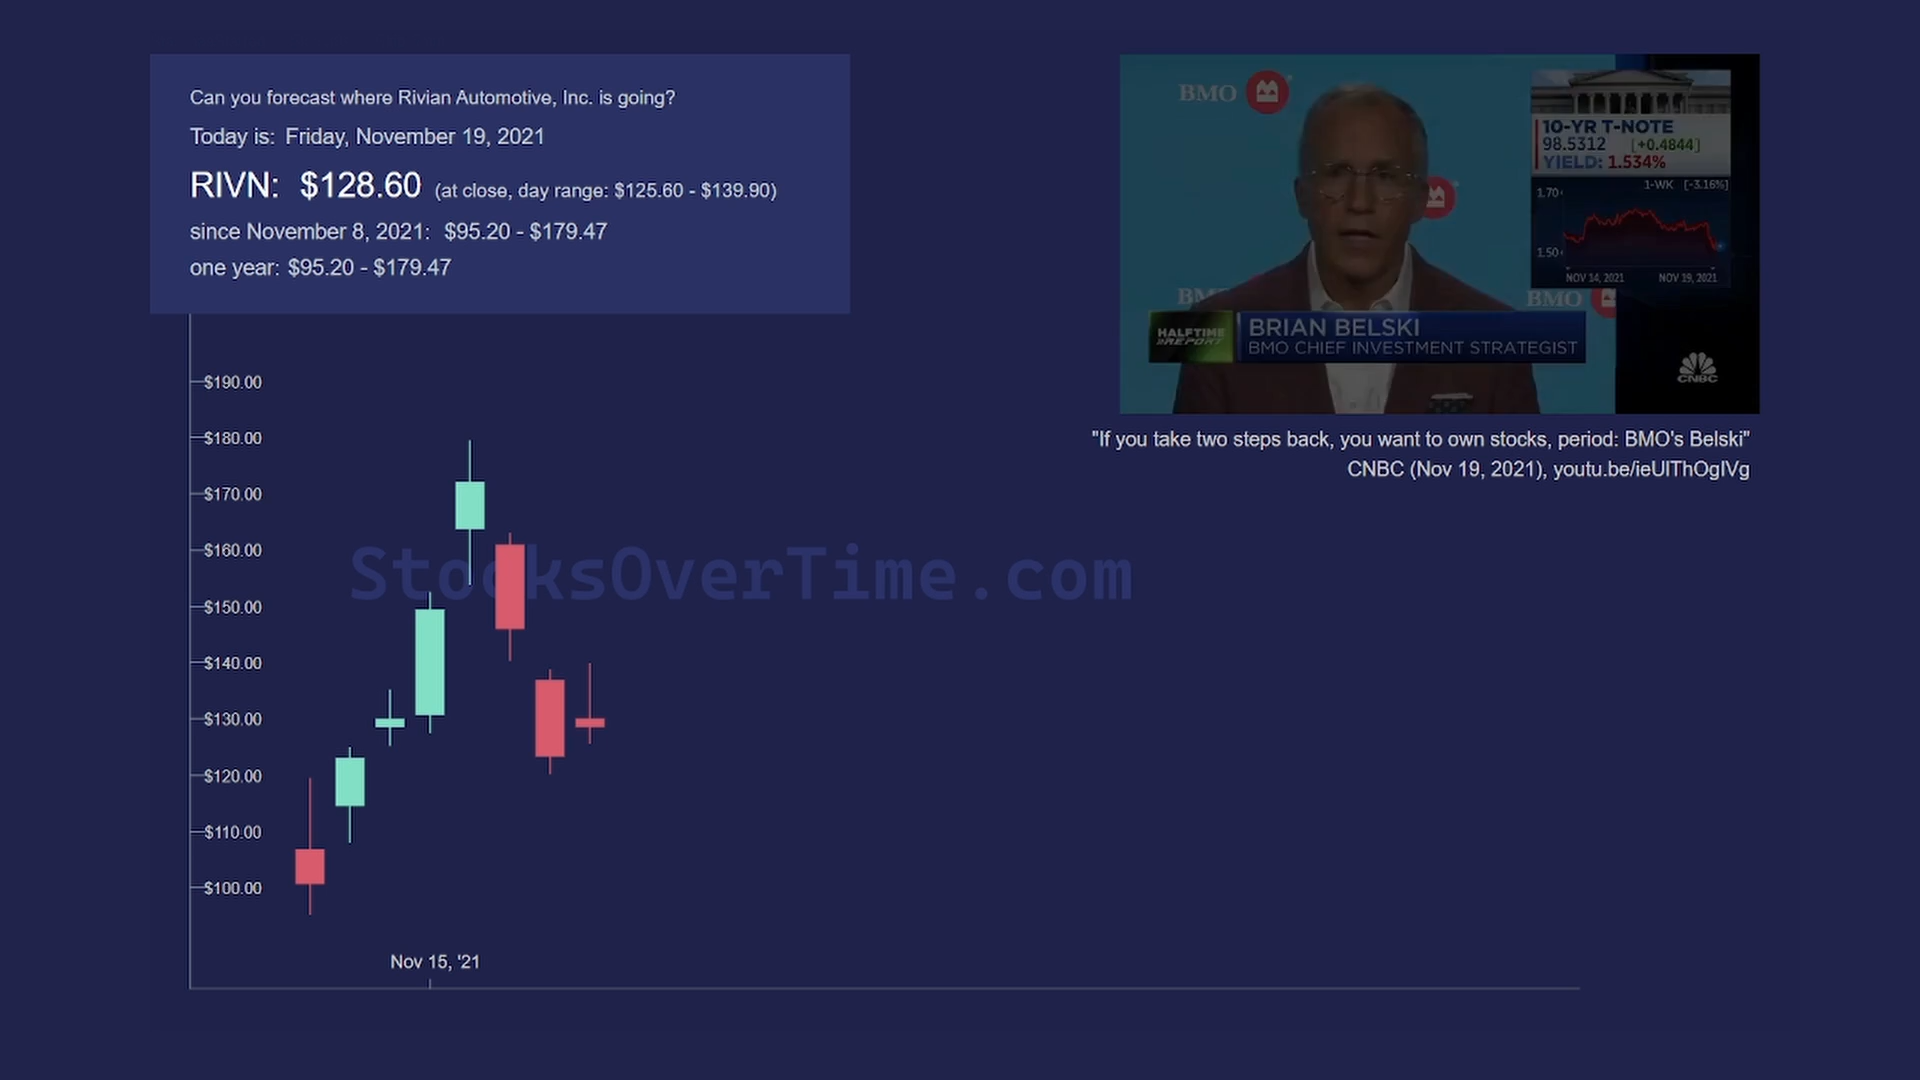 Can you forecast where Rivian Automotive, Inc. is going?
Today is: Friday, November 19, 2021
RIVN: $128.60 (at close, day range: $125.60 - $139.90)
since November 8, 2021: $95.20 - $179.47
one year: $95.20 - $179.47
BMO
10-YR T-NOTE
98.5312 [+0.4844]
YIELD: 1.534%
1-WK [-3.16%]
1.70
1.50
NOV 14, 2021 NOV 19, 2021
BMO
BMO
HALFTIME
REPORT
BRIAN BELSKI
BMO CHIEF INVESTMENT STRATEGIST
CNBC
"If you take two steps back, you want to own stocks, period: BMO's Belski"
CNBC (Nov 19, 2021), youtu.be/ieUIThOgIVg
$190.00
$180.00
$170.00
$160.00
$150.00
$140.00
$130.00
$120.00
$110.00
$100.00
StocksOverTime.com
Nov 15, '21